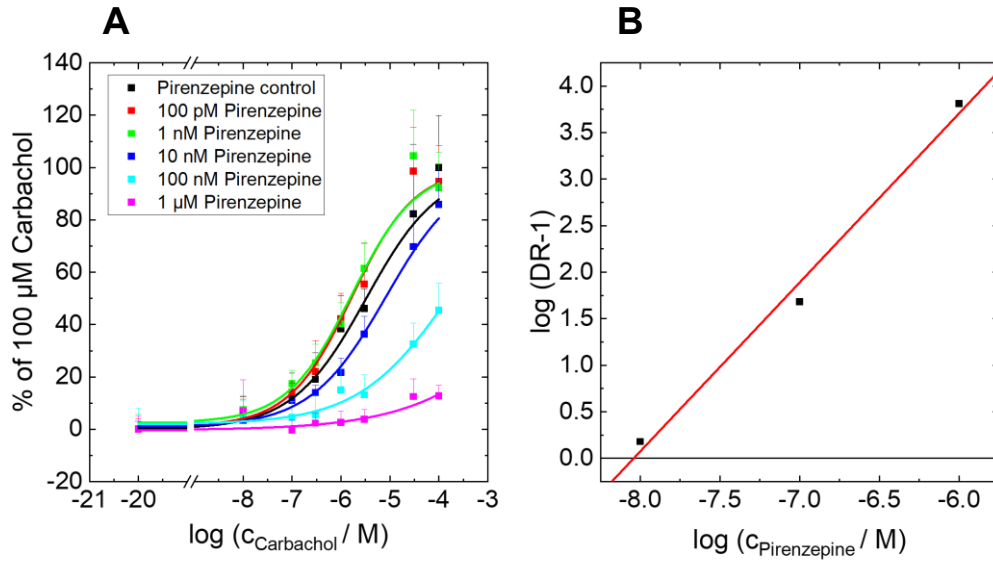 A
% of 100 µM Carbachol
140
120
100
80
60
40
20
0
-20
Pirenzepine control
100 pM Pirenzepine
1 nM Pirenzepine
10 nM Pirenzepine
100 nM Pirenzepine
1 µM Pirenzepine
-21 -20 -8 -7 -6 -5 -4 -3
log (c_Carbachol / M)
B
log (DR-1)
4.0
3.5
3.0
2.5
2.0
1.5
1.0
0.5
0.0
-8.0 -7.5 -7.0 -6.5 -6.0
log (c_Pirenzepine / M)